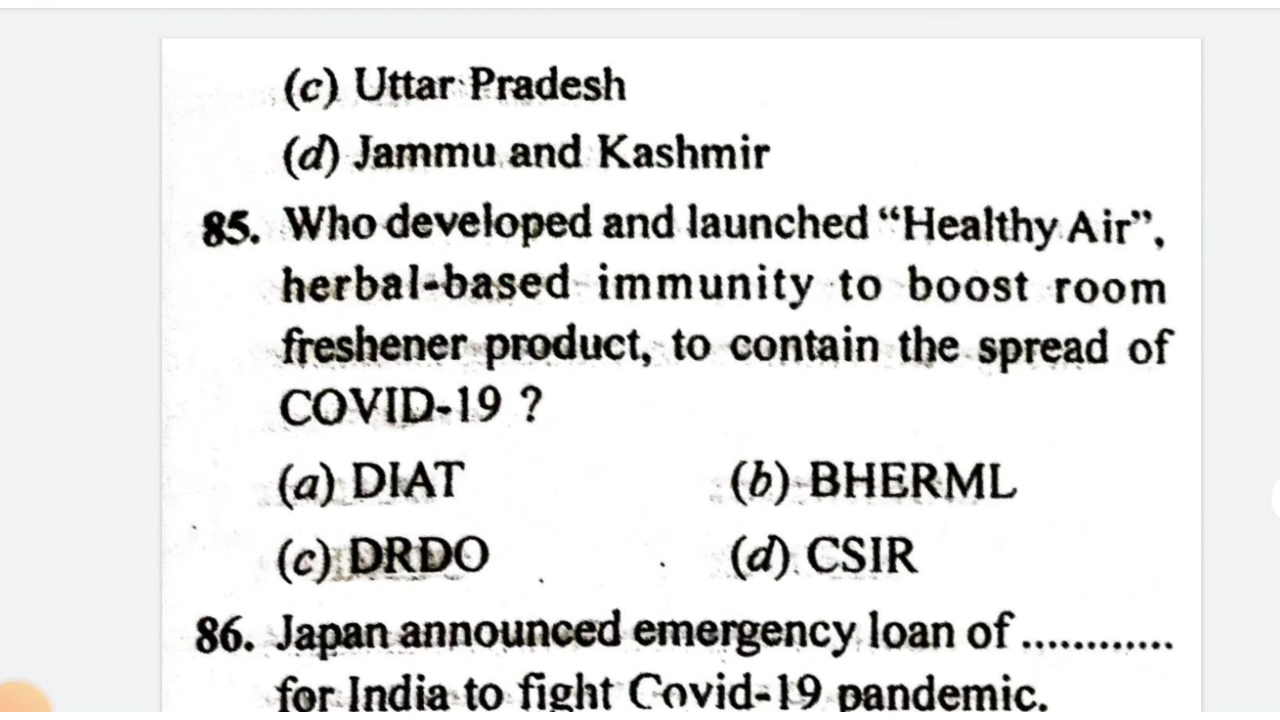 (c) Uttar Pradesh
(d) Jammu and Kashmir
85. Who developed and launched “Healthy Air”,
herbal-based immunity to boost room
freshener product, to contain the spread of
COVID-19 ?
(a) DIAT (b) BHERML
(c) DRDO (d) CSIR
86. Japan announced emergency loan of ............
for India to fight Covid-19 pandemic.